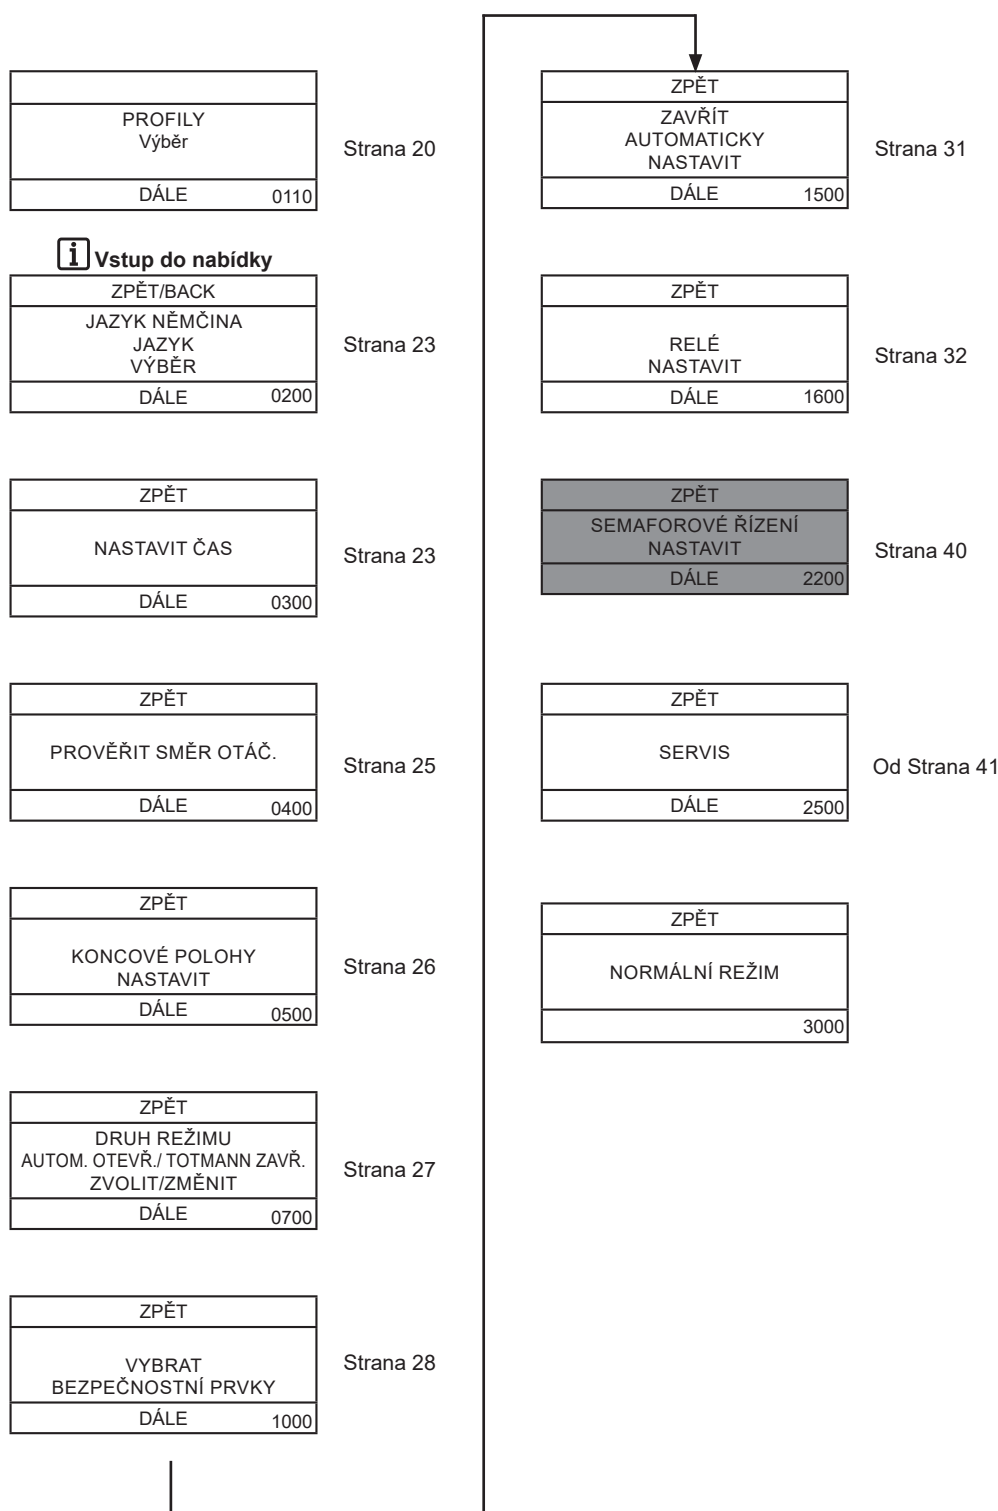 PROFILY
Výběr
DÁLE 0110
Strana 20
i Vstup do nabídky
ZPĚT/BACK
JAZYK NĚMČINA
JAZYK
VÝBĚR
DÁLE 0200
Strana 23
ZPĚT
NASTAVIT ČAS
DÁLE 0300
Strana 23
ZPĚT
PROVĚŘIT SMĚR OTÁČ.
DÁLE 0400
Strana 25
ZPĚT
KONCOVÉ POLOHY
NASTAVIT
DÁLE 0500
Strana 26
ZPĚT
DRUH REŽIMU
AUTOM. OTEVŘ./ TOTMANN ZAVŘ.
ZVOLIT/ZMĚNIT
DÁLE 0700
Strana 27
ZPĚT
VYBRAT
BEZPEČNOSTNÍ PRVKY
DÁLE 1000
Strana 28
ZPĚT
ZAVŘÍT
AUTOMATICKY
NASTAVIT
DÁLE 1500
Strana 31
ZPĚT
RELÉ
NASTAVIT
DÁLE 1600
Strana 32
ZPĚT
SEMAFOROVÉ ŘÍZENÍ
NASTAVIT
DÁLE 2200
Strana 40
ZPĚT
SERVIS
DÁLE 2500
Od Strana 41
ZPĚT
NORMÁLNÍ REŽIM
3000